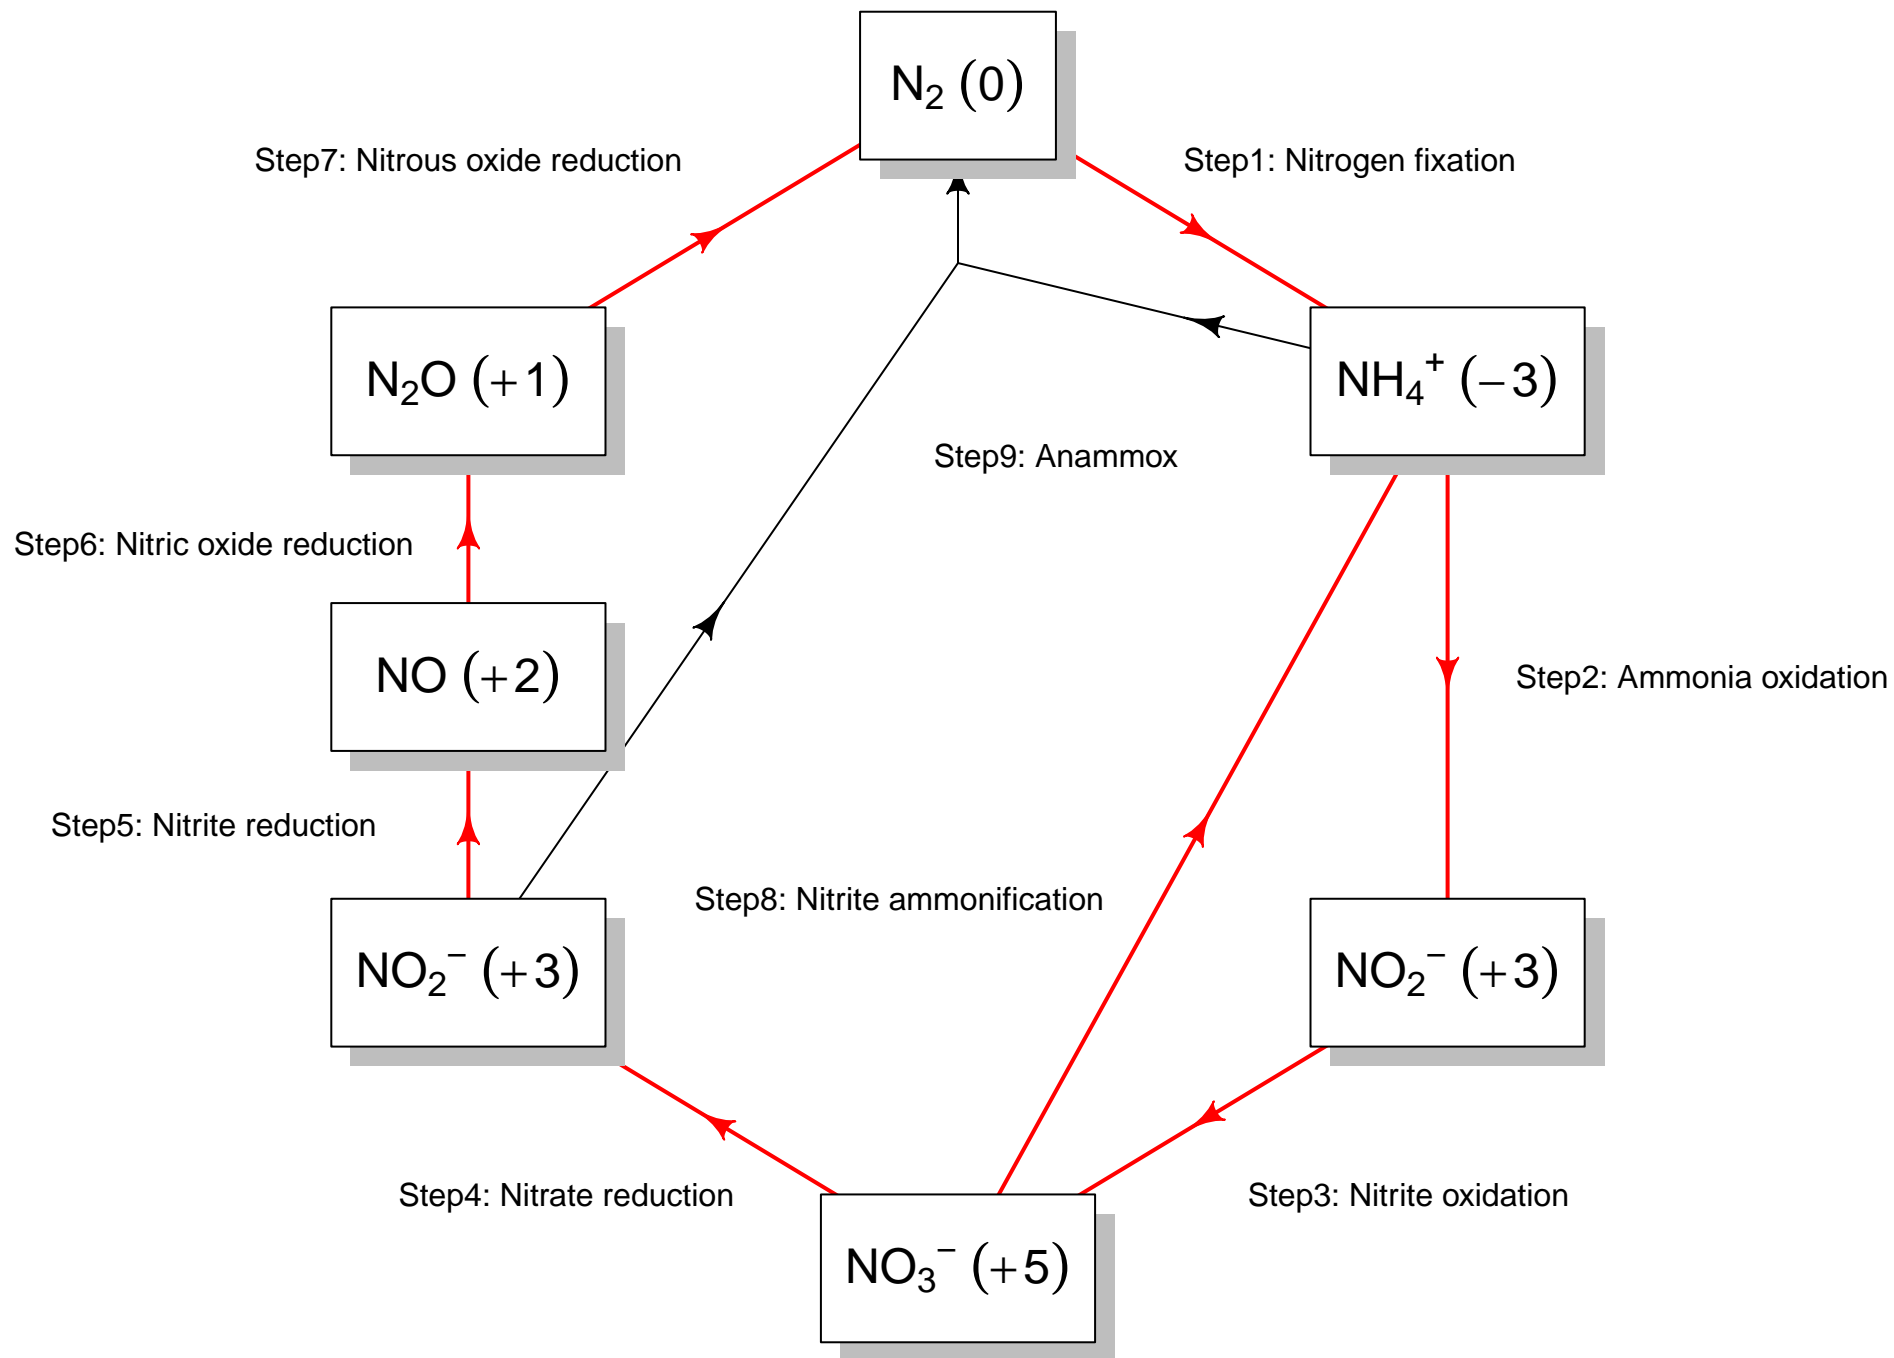 N₂ (0)
Step7: Nitrous oxide reduction
Step1: Nitrogen fixation
N₂O (+1)
NH₄⁺ (−3)
Step9: Anammox
Step6: Nitric oxide reduction
NO (+2)
Step2: Ammonia oxidation
Step5: Nitrite reduction
Step8: Nitrite ammonification
NO₂⁻ (+3)
NO₂⁻ (+3)
Step4: Nitrate reduction
Step3: Nitrite oxidation
NO₃⁻ (+5)